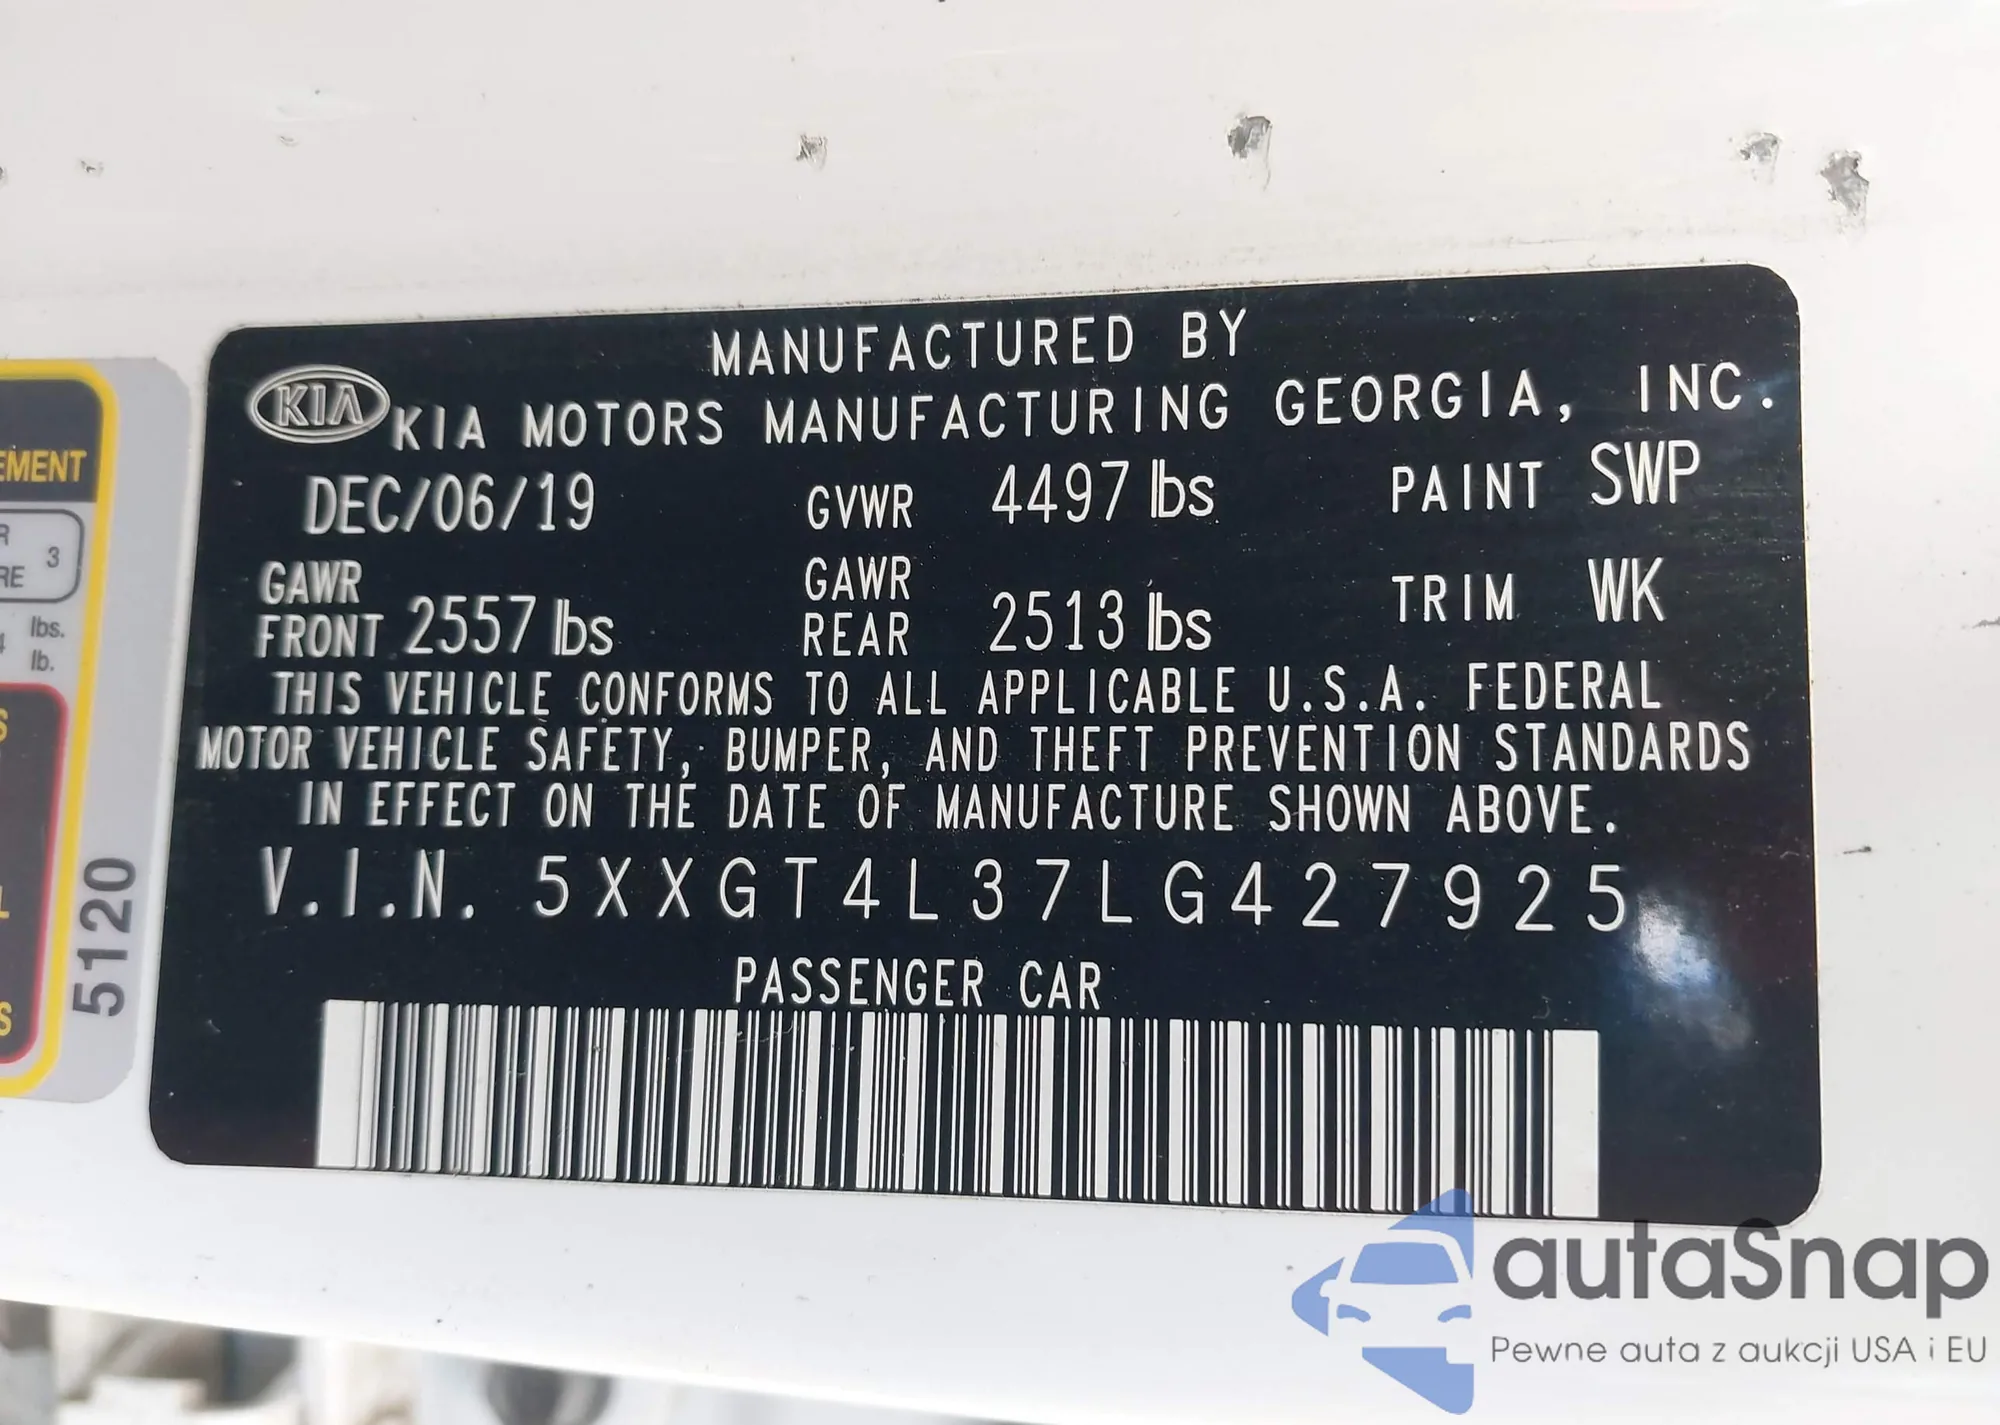 MANUFACTURED BY
KIA KIA MOTORS MANUFACTURING GEORGIA, INC.
DEC/06/19 GVWR 4497 lbs PAINT SWP
GAWR FRONT 2557 lbs GAWR REAR 2513 lbs TRIM WK
THIS VEHICLE CONFORMS TO ALL APPLICABLE U.S.A. FEDERAL
MOTOR VEHICLE SAFETY, BUMPER, AND THEFT PREVENTION STANDARDS
IN EFFECT ON THE DATE OF MANUFACTURE SHOWN ABOVE.
V.I.N. 5XXGT4L37LG427925
PASSENGER CAR
3
lbs.
lb.
5120
autaSnap
Pewne auta z aukcji USA i EU